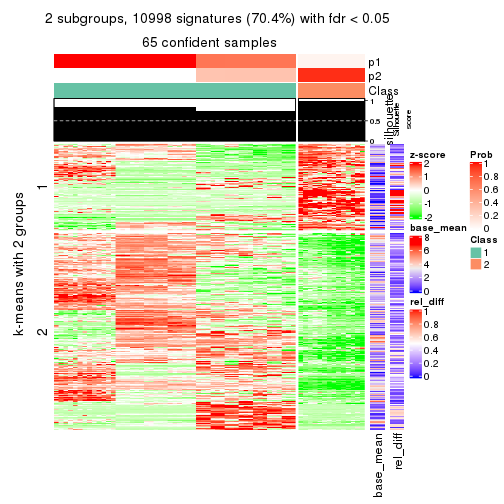 2 subgroups, 10998 signatures (70.4%) with fdr < 0.05
65 confident samples
p1
p2
Class
silhouette
Silhouette
score
1
0.5
0
k-means with 2 groups
1
2
z-score
2
1
0
-1
-2
base_mean
8
6
4
2
0
rel_diff
1
0.8
0.6
0.4
0.2
0
Prob
1
0.8
0.6
0.4
0.2
0
Class
1
2
base_mean
rel_diff